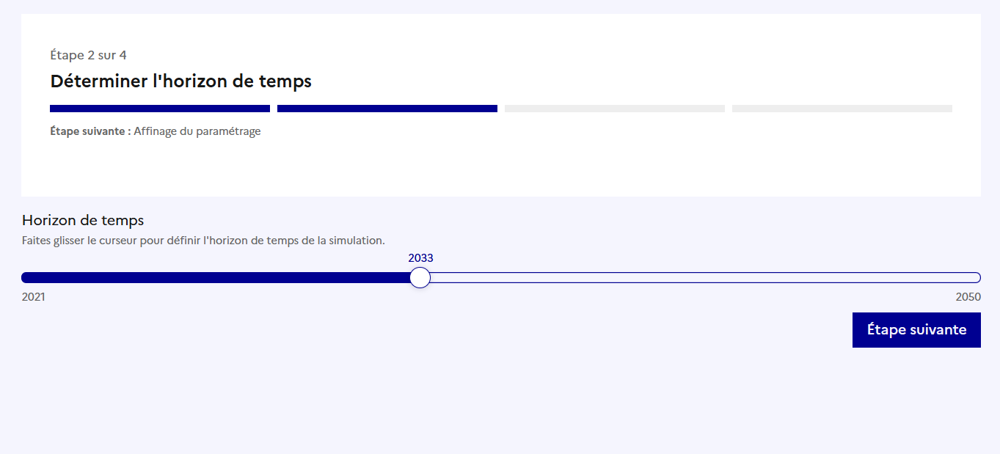 Étape 2 sur 4
Déterminer l'horizon de temps
Étape suivante : Affinage du paramétrage
Horizon de temps
Faites glisser le curseur pour définir l'horizon de temps de la simulation.
2033
2021
2050
Étape suivante